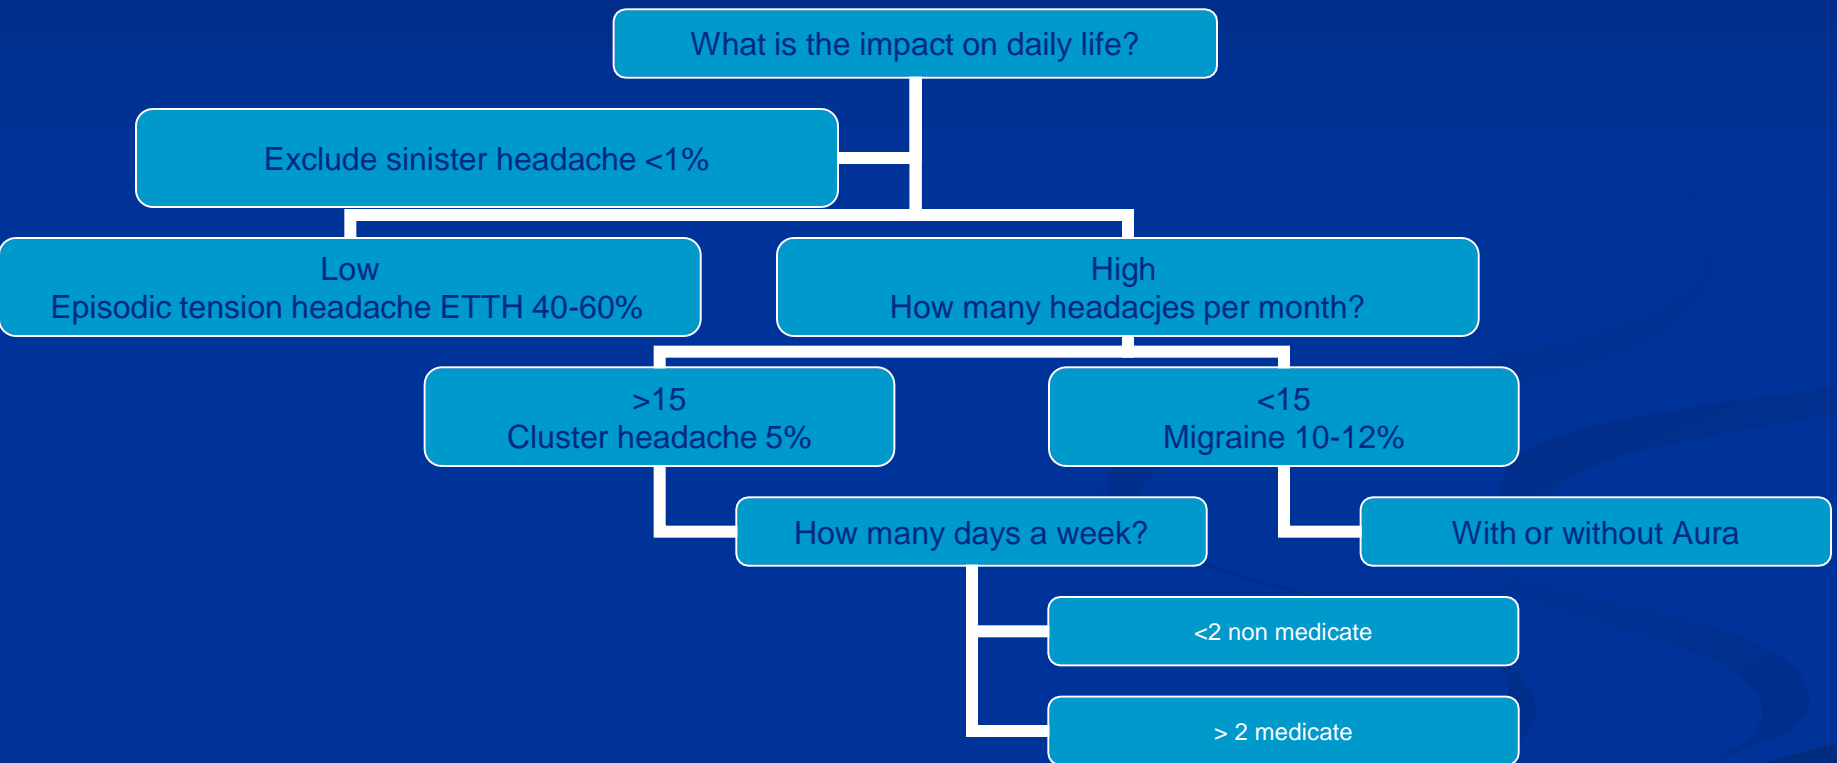 What is the impact on daily life?
Exclude sinister headache <1%
Low
Episodic tension headache ETTH 40-60%
High
How many headacjes per month?
>15
Cluster headache 5%
<15
Migraine 10-12%
How many days a week?
With or without Aura
<2 non medicate
> 2 medicate